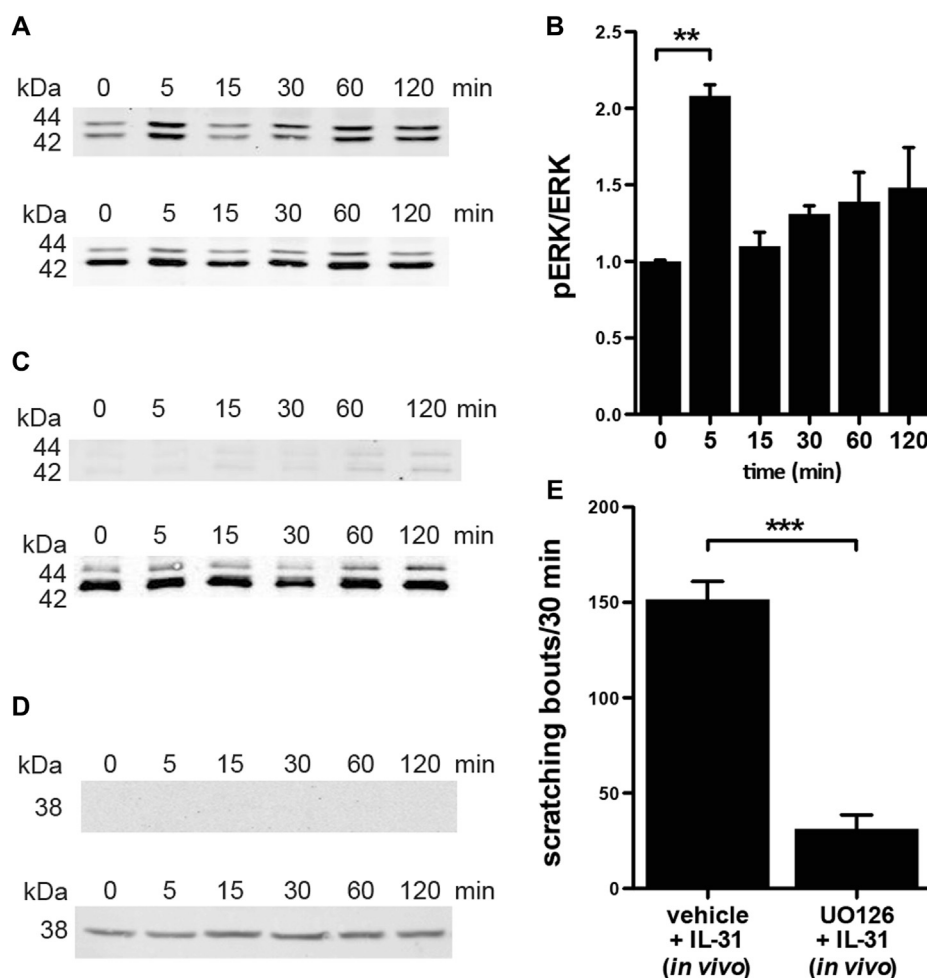 A
kDa 0 5 15 30 60 120 min
44
42
kDa 0 5 15 30 60 120
44
42
B
**
2.5
2.0
1.5
1.0
0.5
0.0
pERK/ERK
0 5 15 30 60 120
time (min)
C
kDa 0 5 15 30 60 120 min
44
42
kDa 0 5 15 30 60 120
44
42
D
kDa 0 5 15 30 60 120 min
38
kDa 0 5 15 30 60 120 min
38
E
***
200
150
100
50
0
scratching bouts/30 min
vehicle
+ IL-31
(in vivo)
UO126
+ IL-31
(in vivo)